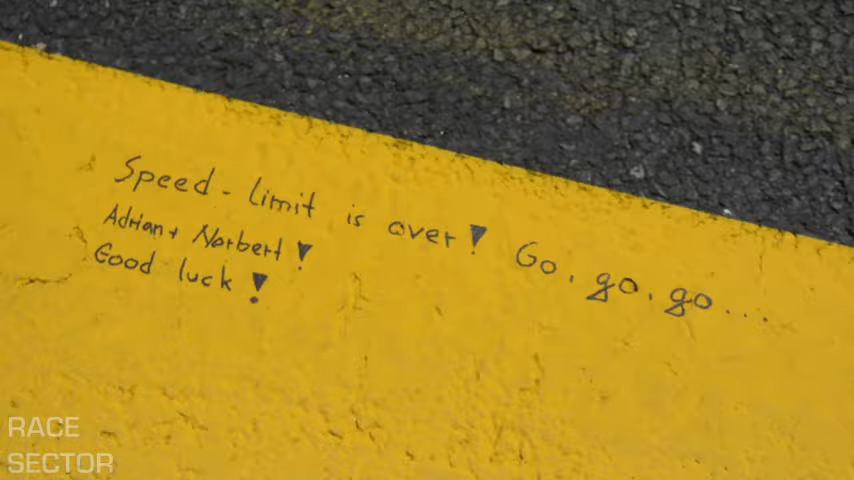 Speed-limit is over! Go, go, go...
Adrian + Norbert!
Good luck!
RACE
SECTOR